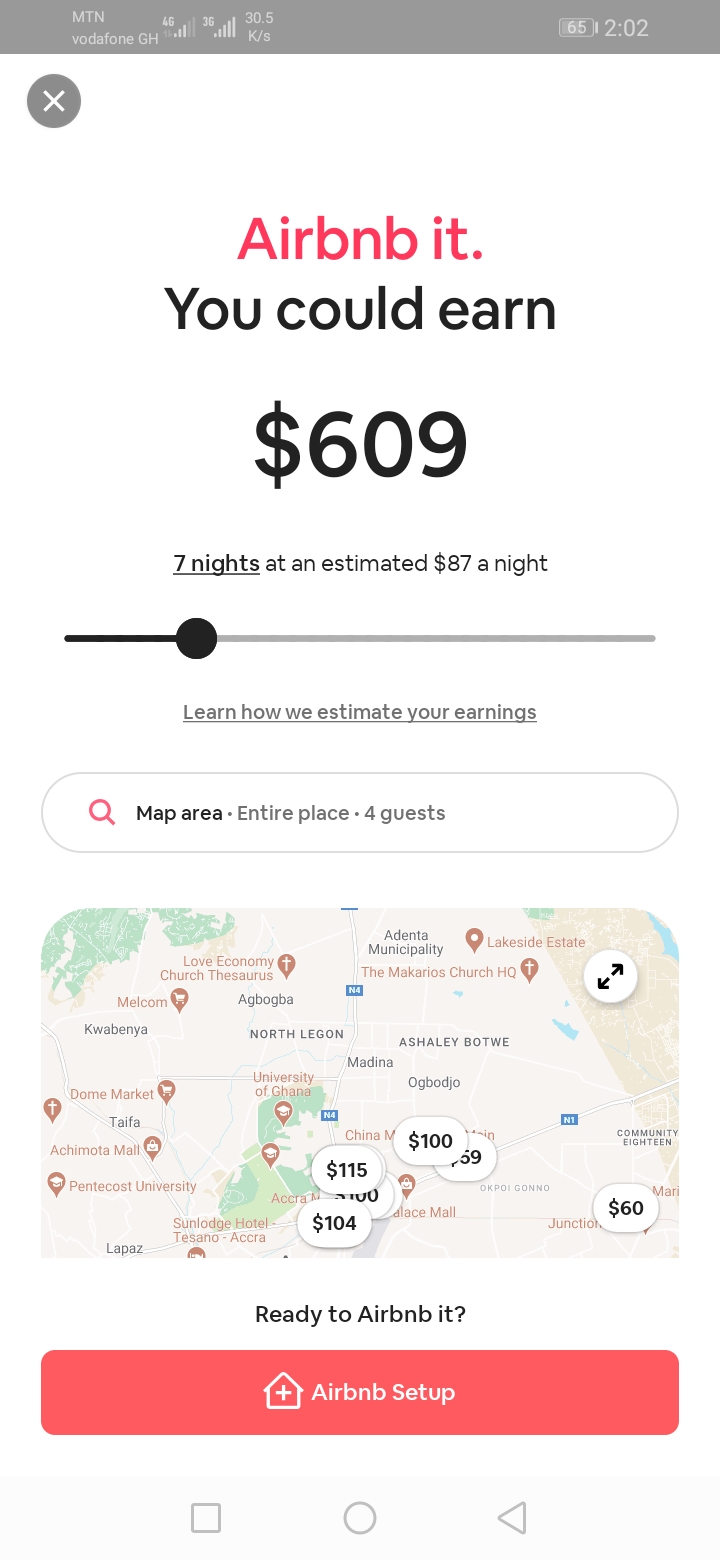 MTN
vodafone GH
4G
3G
30.5
K/s
65
2:02
Airbnb it.
You could earn
$609
7 nights at an estimated $87 a night
Learn how we estimate your earnings
Map area • Entire place • 4 guests
Adenta
Municipality
Lakeside Estate
Love Economy
Church Thesaurus
The Makarios Church HQ
N4
Melcom
Agbogba
Kwabenya
NORTH LEGON
ASHALEY BOTWE
Madina
University
of Ghana
Ogbodjo
Dome Market
N4
N1
Taifa
China M
COMMUNITY
EIGHTEEN
$100
Achimota Mall
$115
Pentecost University
OKPOI GONNO
Accra M
Mari
$60
$104
alace Mall
Sunlodge Hotel -
Tesano - Accra
Junction
Lapaz
Ready to Airbnb it?
Airbnb Setup